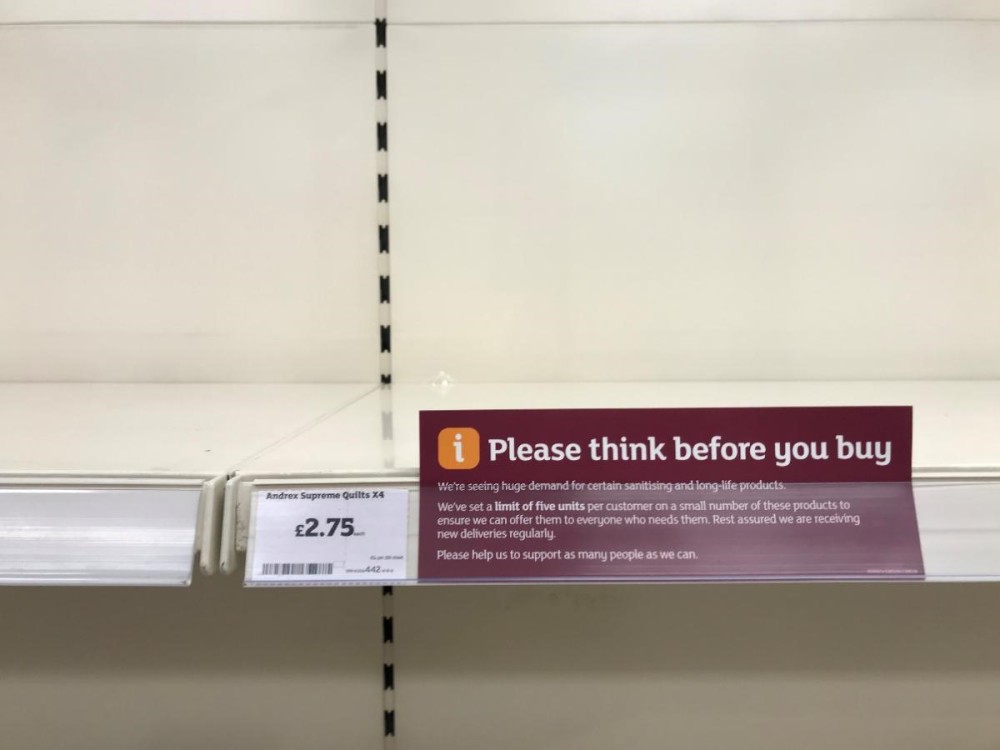 i Please think before you buy
We're seeing huge demand for certain sanitising and long-life products.
We've set a limit of five units per customer on a small number of these products to
ensure we can offer them to everyone who needs them. Rest assured we are receiving
new deliveries regularly.
Please help us to support as many people as we can.
Andrex Supreme Quilts X4
£2.75
442